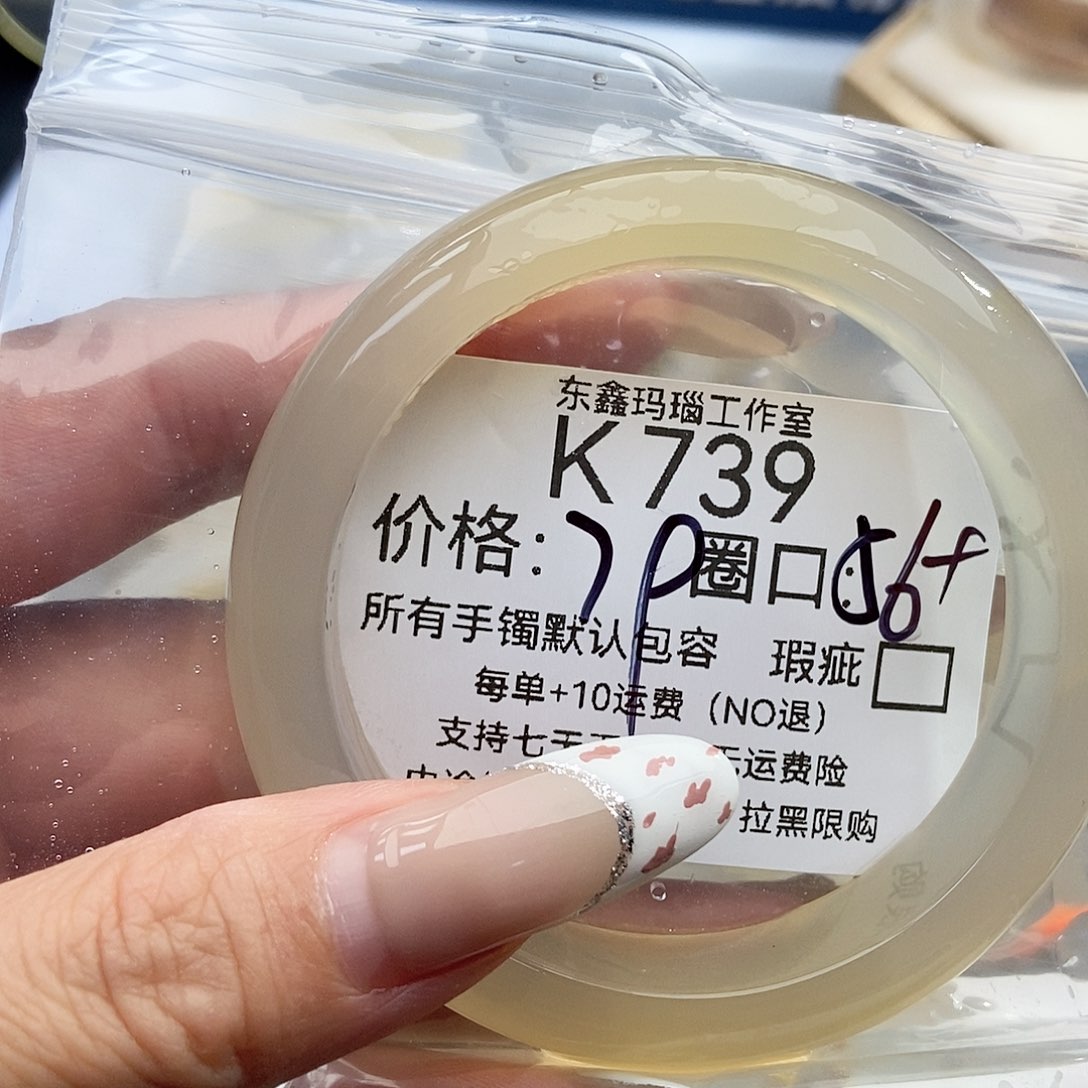 东鑫玛瑙工作室
K739
价格: 圈口: 56+
所有手镯默认包容 瑕疵
每单+10运费（NO退）
支持七天 运费险
拉黑限购